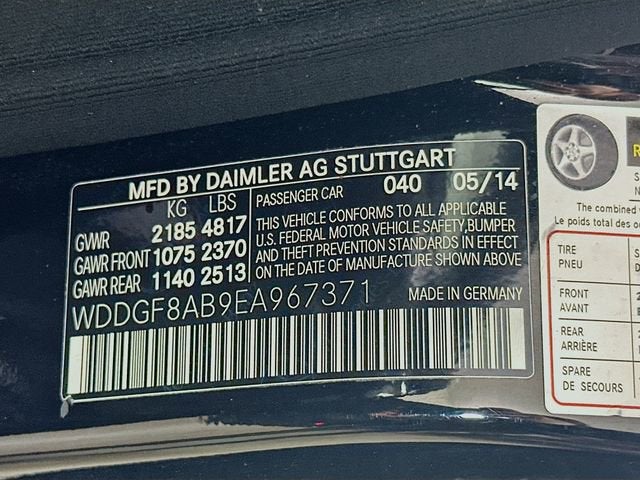 MFD BY DAIMLER AG STUTTGART
KG LBS
GVWR 2185 4817
GAWR FRONT 1075 2370
GAWR REAR 1140 2513
PASSENGER CAR 040 05/14
THIS VEHICLE CONFORMS TO ALL APPLICABLE
U.S. FEDERAL MOTOR VEHICLE SAFETY,BUMPER
AND THEFT PREVENTION STANDARDS IN EFFECT
ON THE DATE OF MANUFACTURE SHOWN ABOVE
WDDGF8AB9EA967371
MADE IN GERMANY
The combined
Le poids total des
TIRE
PNEU
FRONT
AVANT
REAR
ARRIÈRE
SPARE
DE SECOURS